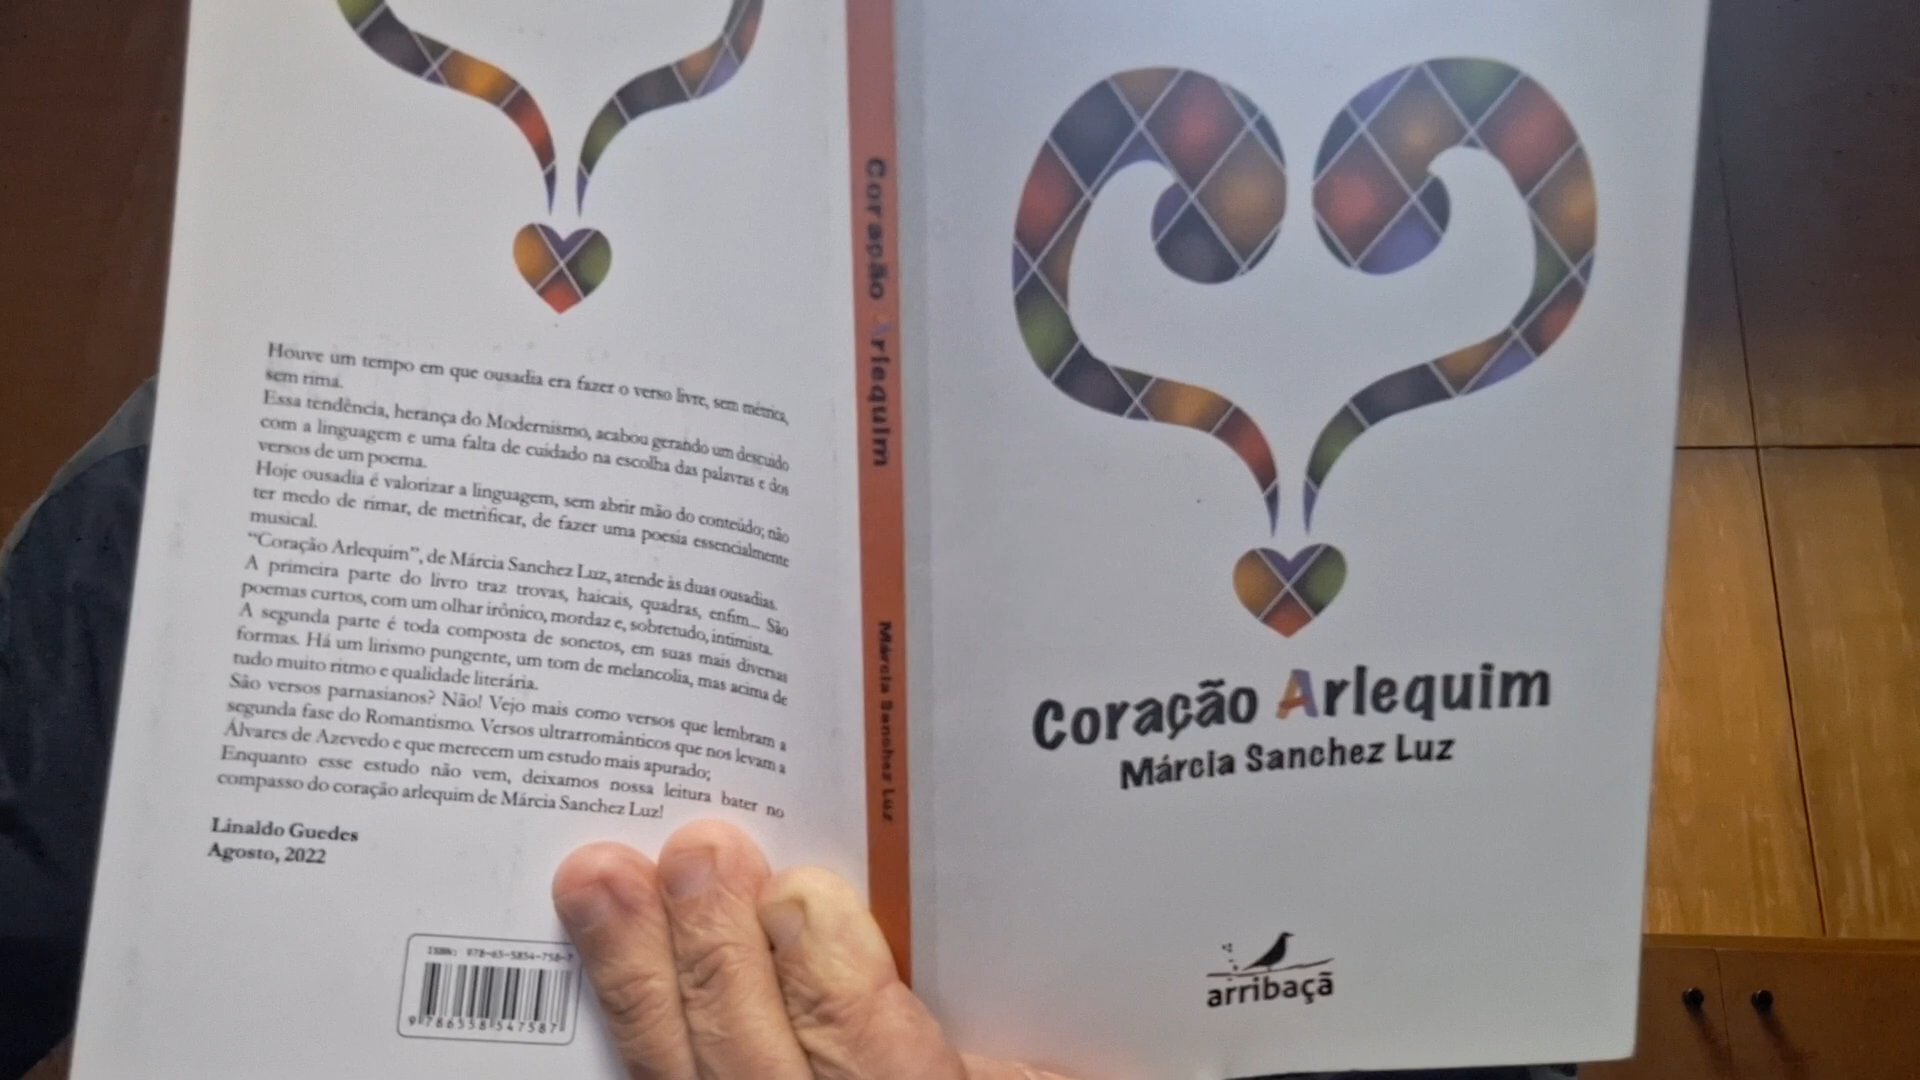 Houve um tempo em que ousadia era fazer o verso livre, sem métrica,
sem rima.
Essa tendência, herança do Modernismo, acabou gerando um descuido
com a linguagem e uma falta de cuidado na escolha das palavras e dos
versos de um poema.
Hoje ousadia é valorizar a linguagem, sem abrir mão do conteúdo; não
ter medo de rimar, de metrificar, de fazer uma poesia essencialmente
musical.
“Coração Arlequim”, de Márcia Sanchez Luz, atende às duas ousadias.
A primeira parte do livro traz trovas, haicais, quadras, enfim... São
poemas curtos, com um olhar irônico, mordaz e, sobretudo, intimista.
A segunda parte é toda composta de sonetos, em suas mais diversas
formas. Há um lirismo pungente, um tom de melancolia, mas acima de
tudo muito ritmo e qualidade literária.
São versos parnasianos? Não! Vejo mais como versos que lembram a
segunda fase do Romantismo. Versos ultrarromânticos que nos levam a
Álvares de Azevedo e que merecem um estudo mais apurado;
Enquanto esse estudo não vem, deixamos nossa leitura bater no
compasso do coração arlequim de Márcia Sanchez Luz!
Linaldo Guedes
Agosto, 2022
ISBN: 978-65-5854-758-7
9 786558 547587
Coração Arlequim
Márcia Sanchez Luz
Coração Arlequim
Márcia Sanchez Luz
arribaçã